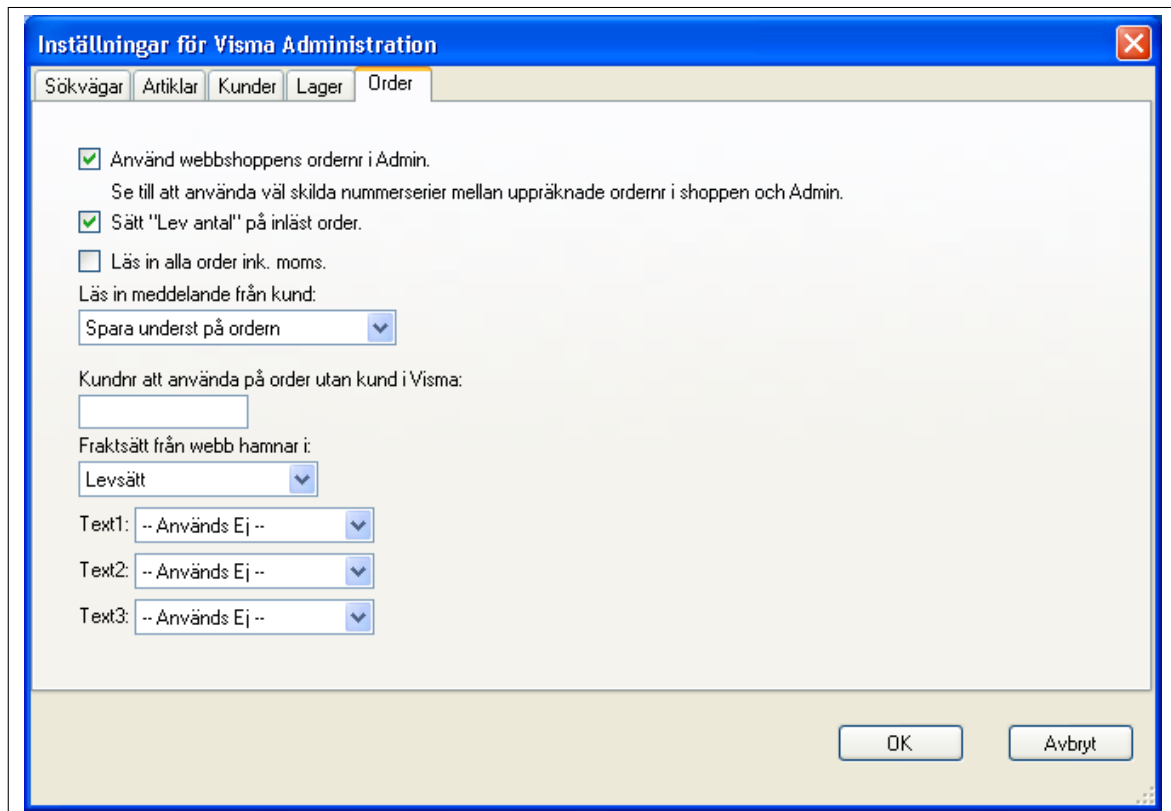 Inställningar för Visma Administration
Sökvägar Artiklar Kunder Lager Order
Använd webbshoppens ordernr i Admin.
Se till att använda väl skilda nummerserier mellan uppräknade ordernr i shoppen och Admin.
Sätt "Lev antal" på inläst order.
Läs in alla order ink. moms.
Läs in meddelande från kund:
Spara underst på ordern
Kundnr att använda på order utan kund i Visma:
Fraktsätt från webb hamnar i:
Levsätt
Text1: -- Används Ej --
Text2: -- Används Ej --
Text3: -- Används Ej --
OK Avbryt